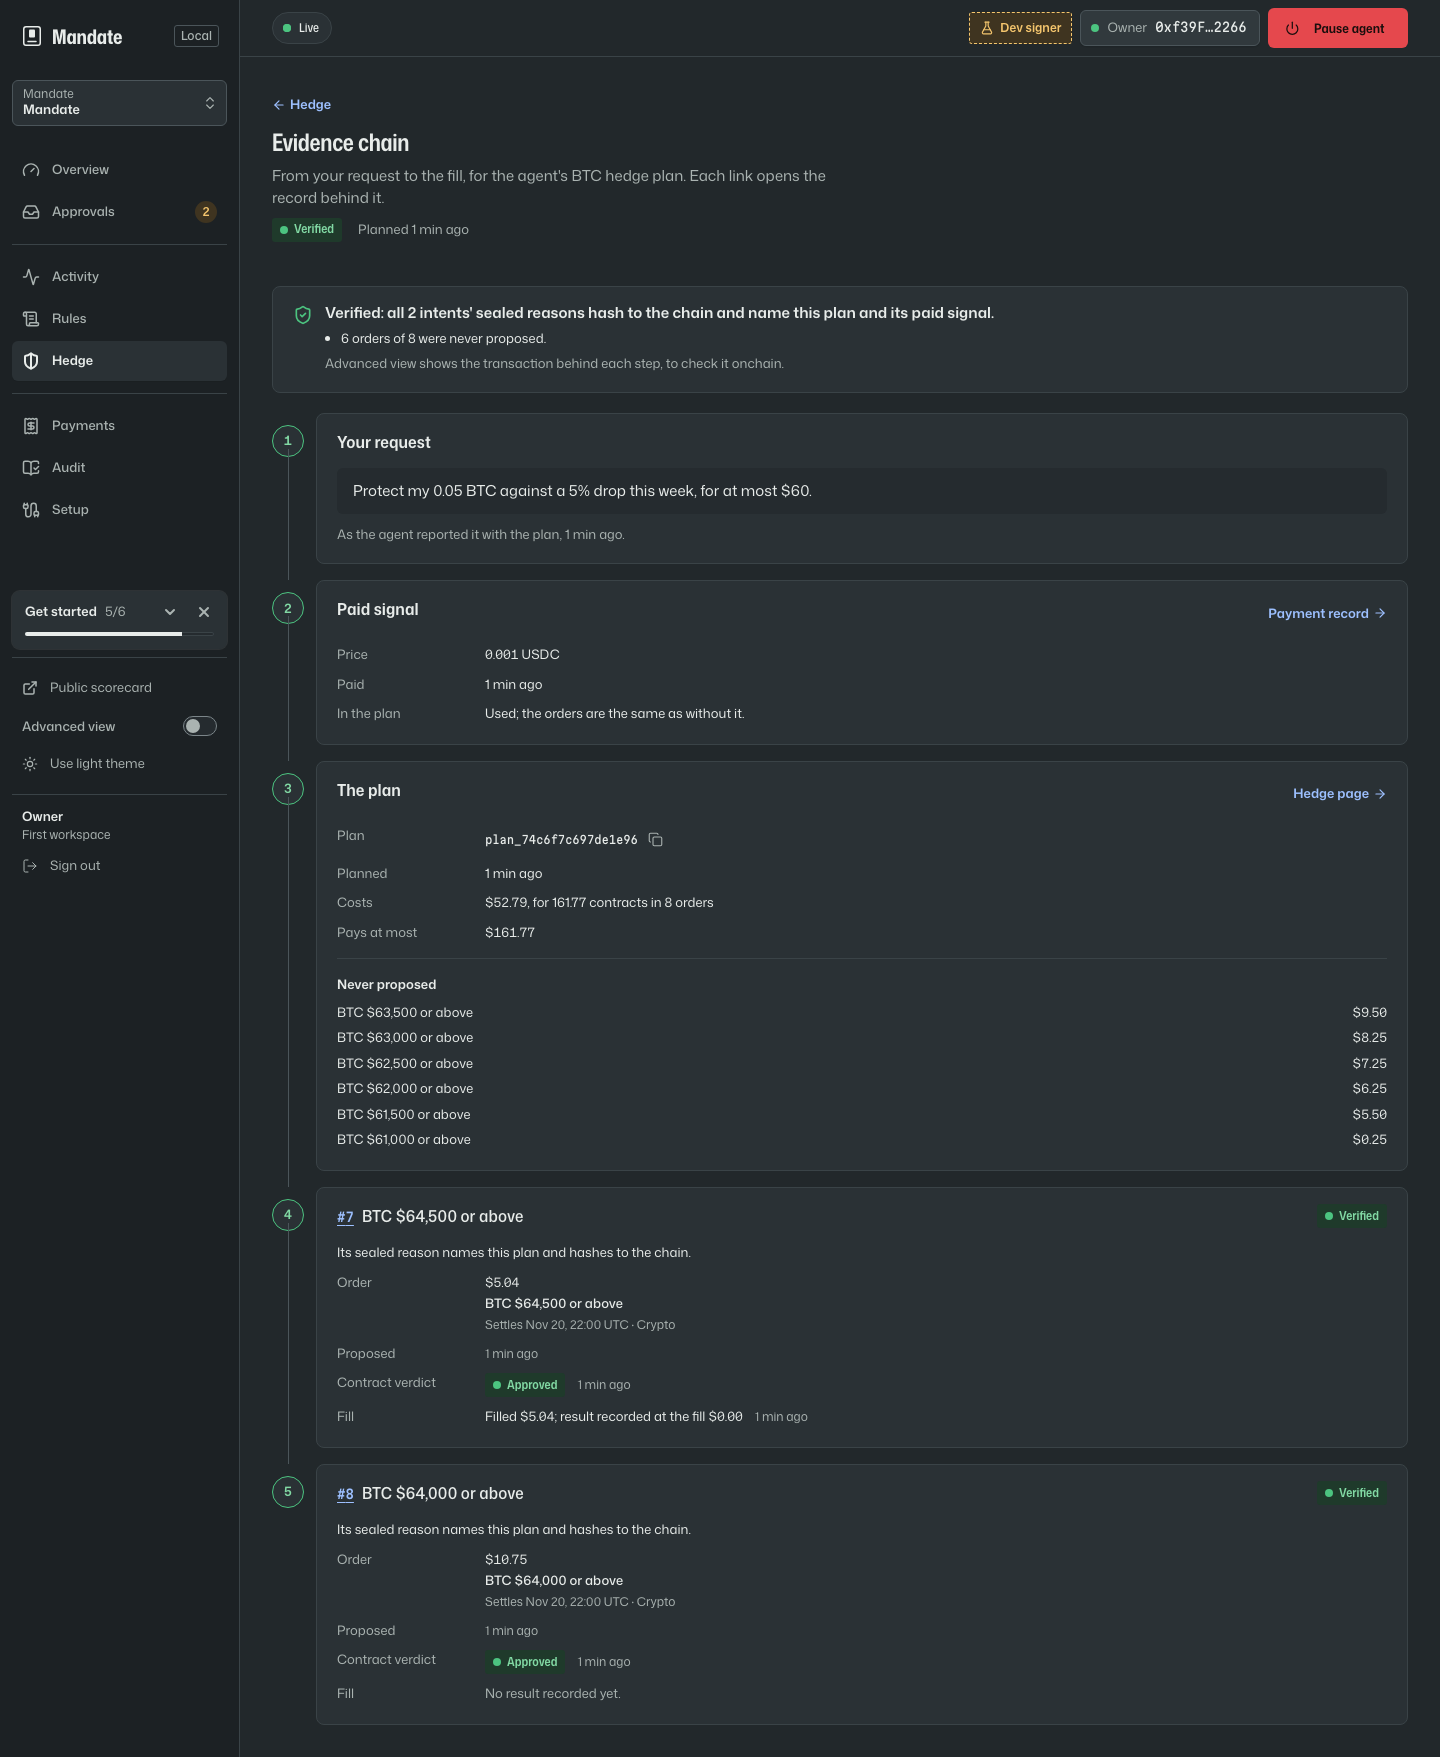 Mandate
Local
Mandate
Mandate
Overview
Approvals 2
Activity
Rules
Hedge
Payments
Audit
Setup
Get started 5/6
Public scorecard
Advanced view
Use light theme
Owner
First workspace
Sign out
Live
Dev signer
Owner 0xf39F…2266
Pause agent
Hedge
Evidence chain
From your request to the fill, for the agent's BTC hedge plan. Each link opens the
record behind it.
Verified Planned 1 min ago
Verified: all 2 intents' sealed reasons hash to the chain and name this plan and its paid signal.
• 6 orders of 8 were never proposed.
Advanced view shows the transaction behind each step, to check it onchain.
1
Your request
Protect my 0.05 BTC against a 5% drop this week, for at most $60.
As the agent reported it with the plan, 1 min ago.
2
Paid signal
Payment record
Price 0.001 USDC
Paid 1 min ago
In the plan Used; the orders are the same as without it.
3
The plan
Hedge page
Plan plan_74c6f7c697de1e96
Planned 1 min ago
Costs $52.79, for 161.77 contracts in 8 orders
Pays at most $161.77
Never proposed
BTC $63,500 or above $9.50
BTC $63,000 or above $8.25
BTC $62,500 or above $7.25
BTC $62,000 or above $6.25
BTC $61,500 or above $5.50
BTC $61,000 or above $0.25
4
#7 BTC $64,500 or above
Verified
Its sealed reason names this plan and hashes to the chain.
Order $5.04
BTC $64,500 or above
Settles Nov 20, 22:00 UTC · Crypto
Proposed 1 min ago
Contract verdict Approved 1 min ago
Fill Filled $5.04; result recorded at the fill $0.00 1 min ago
5
#8 BTC $64,000 or above
Verified
Its sealed reason names this plan and hashes to the chain.
Order $10.75
BTC $64,000 or above
Settles Nov 20, 22:00 UTC · Crypto
Proposed 1 min ago
Contract verdict Approved 1 min ago
Fill No result recorded yet.